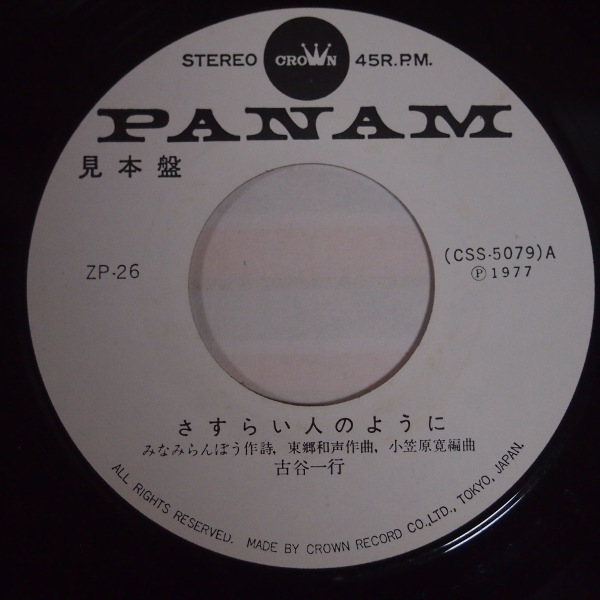 STEREO CROWN 45R.P.M.
PANAM
見本盤
ZP-26
(CSS-5079)A
Ⓟ1977
さすらい人のように
みなみらんぼう作詩, 東郷和声作曲, 小笠原寛編曲
古谷一行
ALL RIGHTS RESERVED. MADE BY CROWN RECORD CO.,LTD., TOKYO, JAPAN.